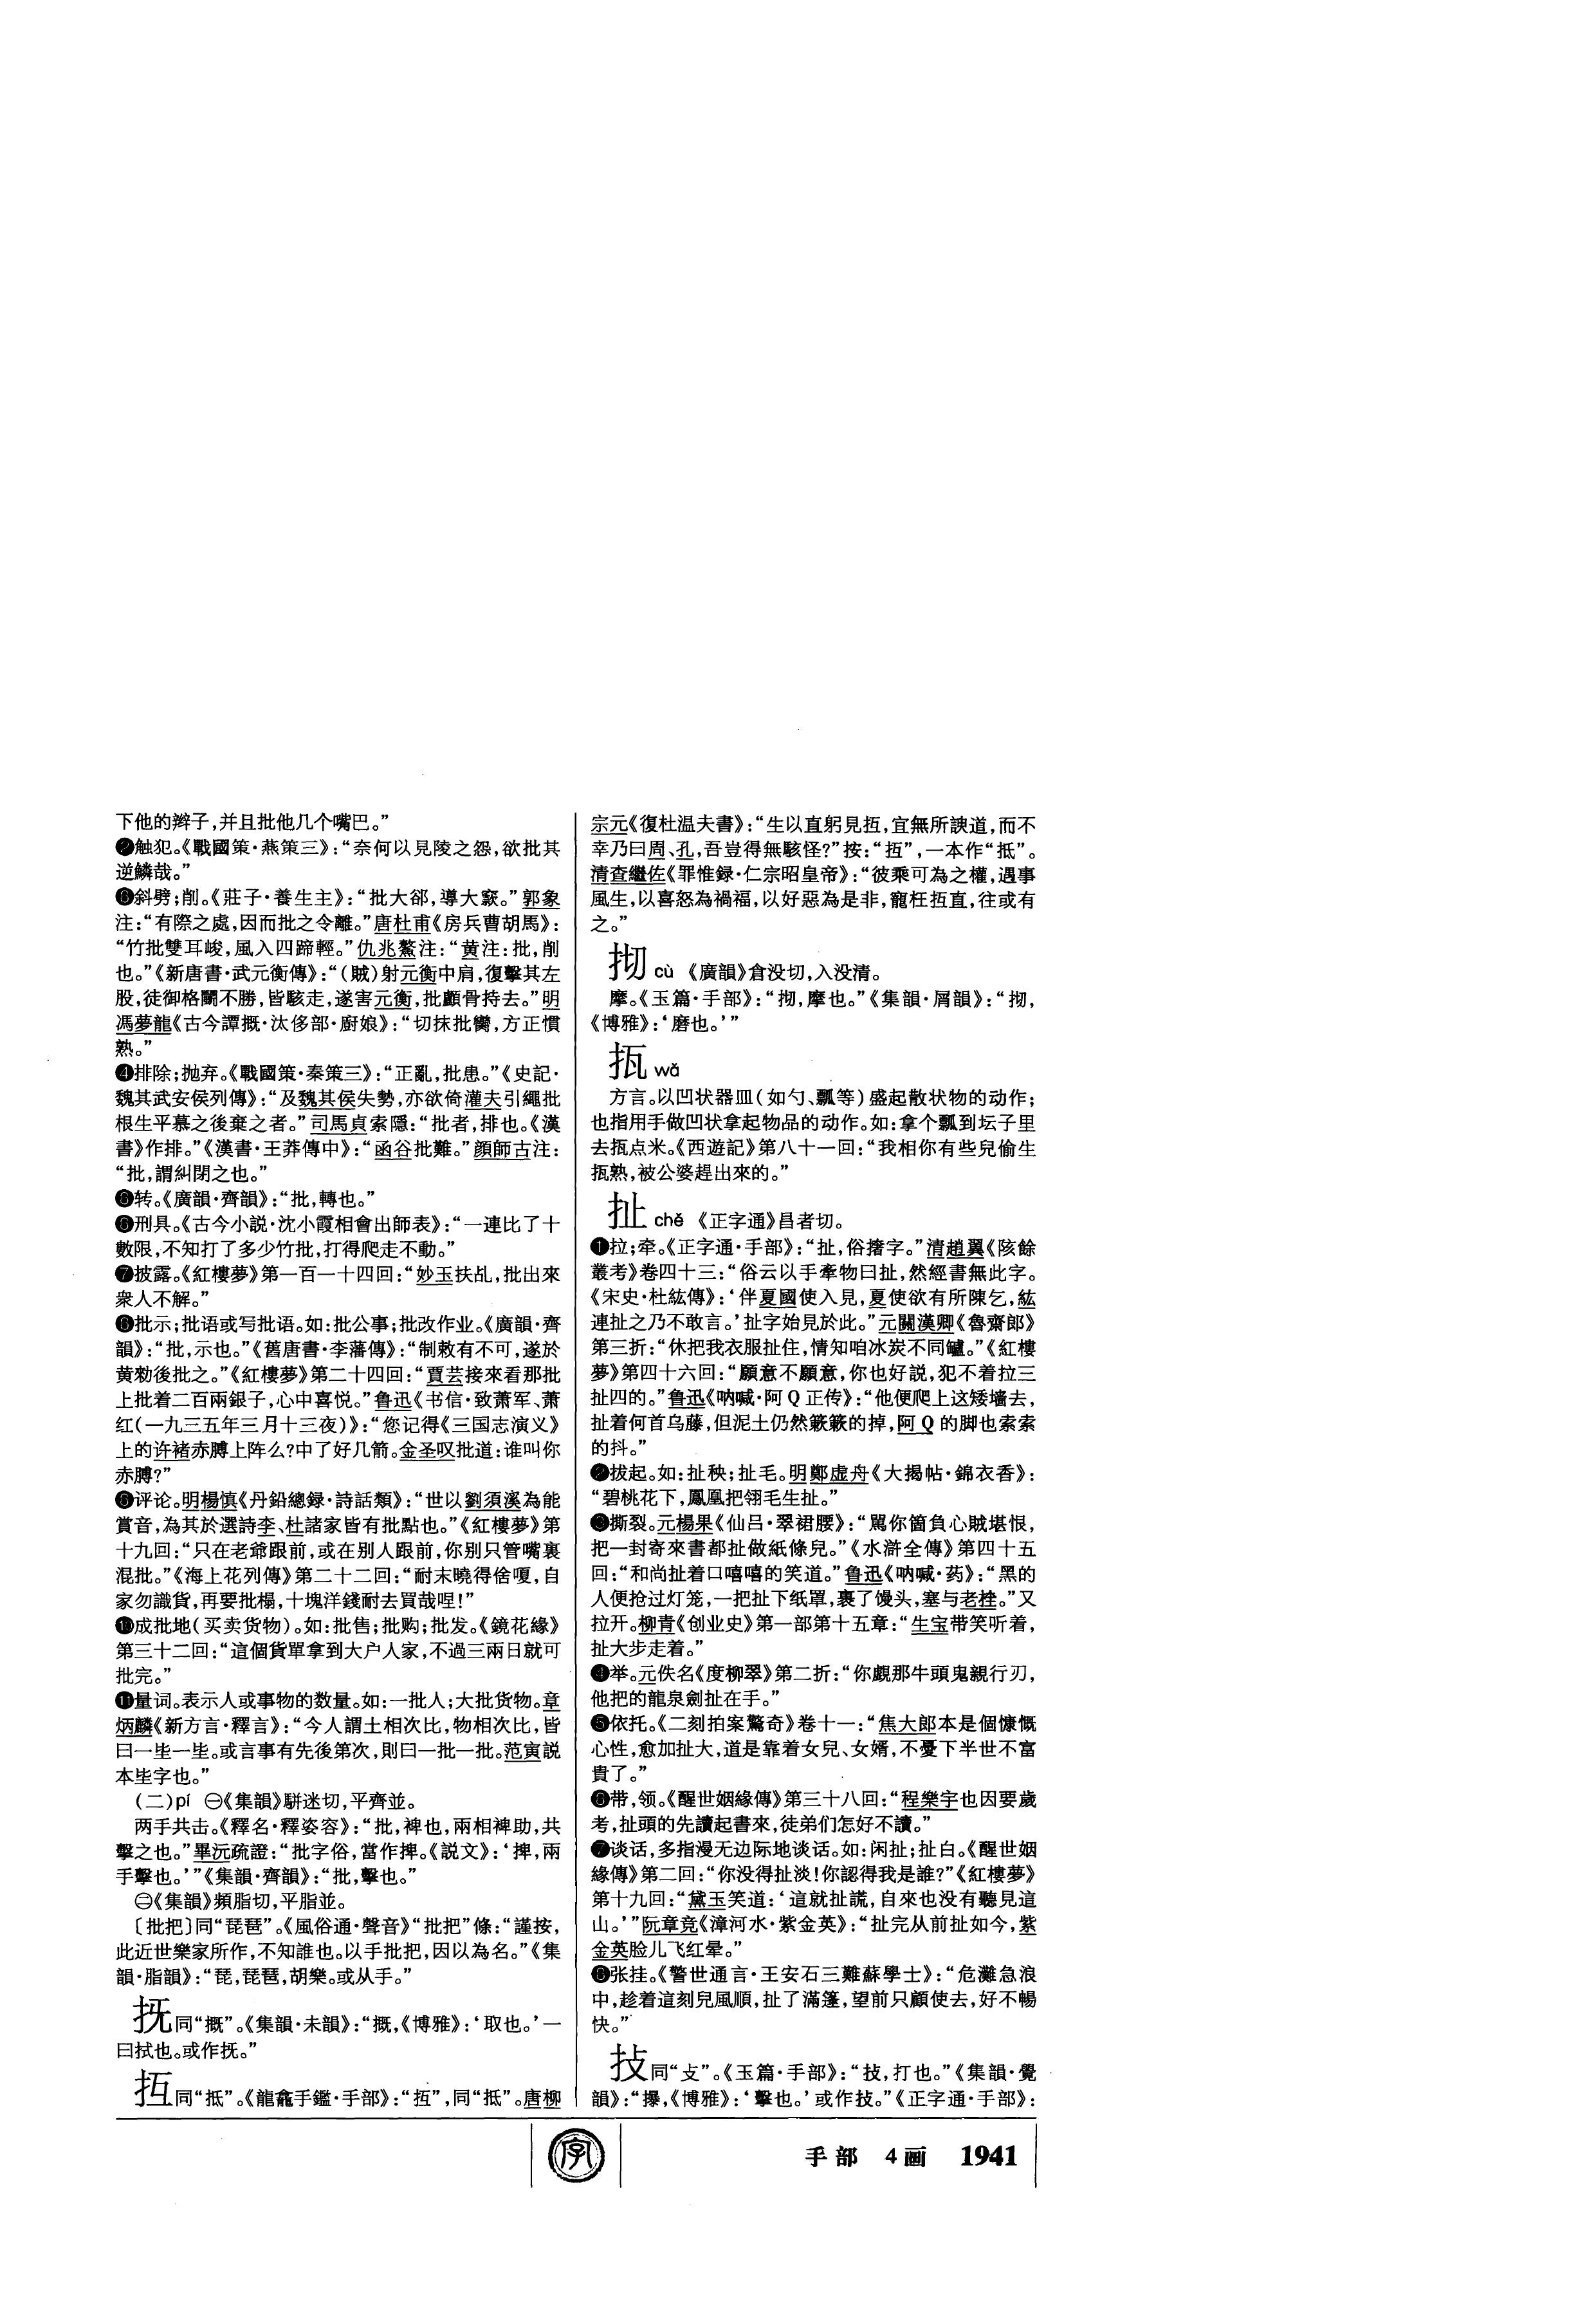 下他的辫子,并且批他几个嘴巴。”
❷触犯。《戰國策·燕策三》:“奈何以見陵之怨,欲批其
逆鱗哉。”
❸斜劈;削。《莊子·養生主》:“批大郤,導大窾。”郭象
注:“有際之處,因而批之令離。”唐杜甫《房兵曹胡馬》:
“竹批雙耳峻,風入四蹄輕。”仇兆鰲注:“黄注:批,削
也。”《新唐書·武元衡傳》:“(賊)射元衡中肩,復擊其左
股,徒御格鬭不勝,皆駭走,遂害元衡,批顱骨持去。”明
馮夢龍《古今譚概·汰侈部·廚娘》:“切抹批臠,方正慣
熟。”
❹排除;抛弃。《戰國策·秦策三》:“正亂,批患。”《史記·
魏其武安侯列傳》:“及魏其侯失勢,亦欲倚灌夫引繩批
根生平慕之後棄之者。”司馬貞索隱:“批者,排也。《漢
書》作排。”《漢書·王莽傳中》:“函谷批難。”顔師古注:
“批,謂糾閉之也。”
❺转。《廣韻·齊韻》:“批,轉也。”
❻刑具。《古今小説·沈小霞相會出師表》:“一連比了十
數限,不知打了多少竹批,打得爬走不動。”
❼披露。《紅樓夢》第一百一十四回:“妙玉扶乩,批出來
衆人不解。”
❽批示;批语或写批语。如:批公事;批改作业。《廣韻·齊
韻》:“批,示也。”《舊唐書·李藩傳》:“制敕有不可,遂於
黄勑後批之。”《紅樓夢》第二十四回:“賈芸接來看那批
上批着二百兩銀子,心中喜悦。”鲁迅《书信·致萧军、萧
红(一九三五年三月十三夜)》:“您记得《三国志演义》
上的许褚赤膊上阵么?中了好几箭。金圣叹批道:谁叫你
赤膊?”
❾评论。明楊慎《丹鉛總録·詩話類》:“世以劉須溪為能
賞音,為其於選詩李、杜諸家皆有批點也。”《紅樓夢》第
十九回:“只在老爺跟前,或在别人跟前,你别只管嘴裏
混批。”《海上花列傳》第二十二回:“耐末曉得倽嗄,自
家勿識貨,再要批榻,十塊洋錢耐去買哉哩!”
❿成批地(买卖货物)。如:批售;批购;批发。《鏡花緣》
第三十二回:“這個貨單拿到大户人家,不過三兩日就可
批完。”
⓫量词。表示人或事物的数量。如:一批人;大批货物。章
炳麟《新方言·釋言》:“今人謂土相次比,物相次比,皆
曰一坒一坒。或言事有先後第次,則曰一批一批。范寅説
本坒字也。”
(二)pí ㊀《集韻》駢迷切,平齊並。
两手共击。《釋名·釋姿容》:“批,裨也,兩相裨助,共
擊之也。”畢沅疏證:“批字俗,當作捭。《説文》:‘捭,兩
手擊也。’”《集韻·齊韻》:“批,擊也。”
㊁《集韻》頻脂切,平脂並。
〔批把〕同“琵琶”。《風俗通·聲音》“批把”條:“謹按,
此近世樂家所作,不知誰也。以手批把,因以為名。”《集
韻·脂韻》:“琵,琵琶,胡樂。或从手。”
抚同“摡”。《集韻·未韻》:“摡,《博雅》:‘取也。’一
曰拭也。或作抚。”
𢪛同“抵”。《龍龕手鑑·手部》:“𢪛”,同“抵”。唐柳
宗元《復杜温夫書》:“生以直躬見𢪛,宜無所諛道,而不
幸乃曰周、孔,吾豈得無駭怪?”按:“𢪛”,一本作“抵”。
清查繼佐《罪惟録·仁宗昭皇帝》:“彼乘可為之權,遇事
風生,以喜怒為禍福,以好惡為是非,寵枉𢪛直,往或有
之。”
㧘 cù 《廣韻》倉没切,入没清。
摩。《玉篇·手部》:“㧘,摩也。”《集韻·屑韻》:“㧘,
《博雅》:‘磨也。’”
㧚 wǎ
方言。以凹状器皿(如勺、瓢等)盛起散状物的动作;
也指用手做凹状拿起物品的动作。如:拿个瓢到坛子里
去㧚点米。《西遊記》第八十一回:“我相你有些兒偷生
㧚熟,被公婆趕出來的。”
扯 chě 《正字通》昌者切。
❶拉;牵。《正字通·手部》:“扯,俗撦字。”清趙翼《陔餘
叢考》卷四十三:“俗云以手牽物曰扯,然經書無此字。
《宋史·杜紘傳》:‘伴夏國使入見,夏使欲有所陳乞,紘
連扯之乃不敢言。’扯字始見於此。”元關漢卿《魯齋郎》
第三折:“休把我衣服扯住,情知咱冰炭不同罏。”《紅樓
夢》第四十六回:“願意不願意,你也好説,犯不着拉三
扯四的。”鲁迅《呐喊·阿Q正传》:“他便爬上这矮墙去,
扯着何首乌藤,但泥土仍然簌簌的掉,阿Q的脚也索索
的抖。”
❷拔起。如:扯秧;扯毛。明鄭虚舟《大揭帖·錦衣香》:
“碧桃花下,鳳凰把翎毛生扯。”
❸撕裂。元楊果《仙吕·翠裙腰》:“駡你箇負心賊堪恨,
把一封寄來書都扯做紙條兒。”《水滸全傳》第四十五
回:“和尚扯着口嘻嘻的笑道。”鲁迅《呐喊·药》:“黑的
人便抢过灯笼,一把扯下纸罩,裹了馒头,塞与老栓。”又
拉开。柳青《创业史》第一部第十五章:“生宝带笑听着,
扯大步走着。”
❹举。元佚名《度柳翠》第二折:“你觑那牛頭鬼親行刃,
他把的龍泉劍扯在手。”
❺依托。《二刻拍案驚奇》卷十一:“焦大郎本是個慷慨
心性,愈加扯大,道是靠着女兒、女婿,不憂下半世不富
貴了。”
❻带,领。《醒世姻緣傳》第三十八回:“程樂宇也因要歲
考,扯頭的先讀起書來,徒弟们怎好不讀。”
❼谈话,多指漫无边际地谈话。如:闲扯;扯白。《醒世姻
緣傳》第二回:“你没得扯淡!你認得我是誰?”《紅樓夢》
第十九回:“黛玉笑道:‘這就扯謊,自來也没有聽見這
山。’”阮章竞《漳河水·紫金英》:“扯完从前扯如今,紫
金英脸儿飞红晕。”
❽张挂。《警世通言·王安石三難蘇學士》:“危灘急浪
中,趁着這刻兒風順,扯了滿篷,望前只顧使去,好不暢
快。”
技同“攴”。《玉篇·手部》:“技,打也。”《集韻·覺
韻》:“㩧,《博雅》:‘擊也。’或作技。”《正字通·手部》:
字
手部 4画 1941